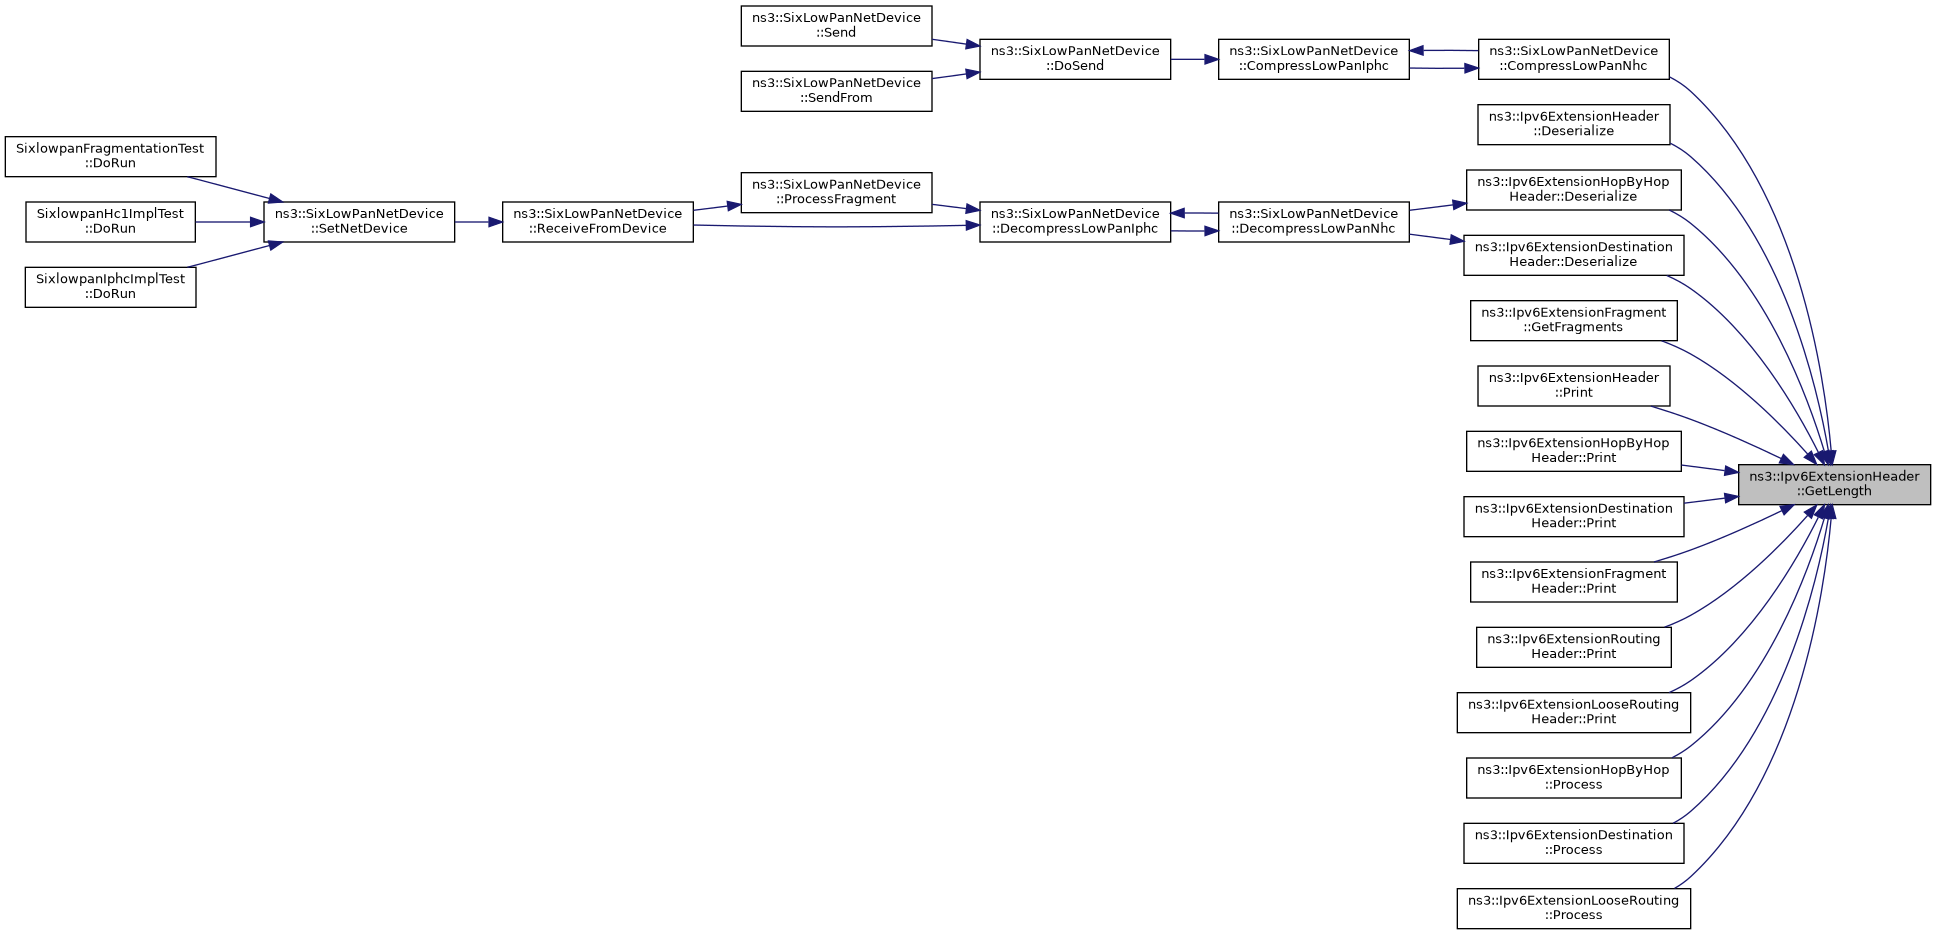 ns3::SixLowPanNetDevice
::Send
ns3::SixLowPanNetDevice
::SendFrom
ns3::SixLowPanNetDevice
::DoSend
ns3::SixLowPanNetDevice
::CompressLowPanIphc
ns3::SixLowPanNetDevice
::CompressLowPanNhc
ns3::Ipv6ExtensionHeader
::Deserialize
SixlowpanFragmentationTest
::DoRun
SixlowpanHc1ImplTest
::DoRun
SixlowpanIphcImplTest
::DoRun
ns3::SixLowPanNetDevice
::SetNetDevice
ns3::SixLowPanNetDevice
::ReceiveFromDevice
ns3::SixLowPanNetDevice
::ProcessFragment
ns3::SixLowPanNetDevice
::DecompressLowPanIphc
ns3::SixLowPanNetDevice
::DecompressLowPanNhc
ns3::Ipv6ExtensionHopByHop
Header::Deserialize
ns3::Ipv6ExtensionDestination
Header::Deserialize
ns3::Ipv6ExtensionFragment
::GetFragments
ns3::Ipv6ExtensionHeader
::Print
ns3::Ipv6ExtensionHopByHop
Header::Print
ns3::Ipv6ExtensionHeader
::GetLength
ns3::Ipv6ExtensionDestination
Header::Print
ns3::Ipv6ExtensionFragment
Header::Print
ns3::Ipv6ExtensionRouting
Header::Print
ns3::Ipv6ExtensionLooseRouting
Header::Print
ns3::Ipv6ExtensionHopByHop
::Process
ns3::Ipv6ExtensionDestination
::Process
ns3::Ipv6ExtensionLooseRouting
::Process